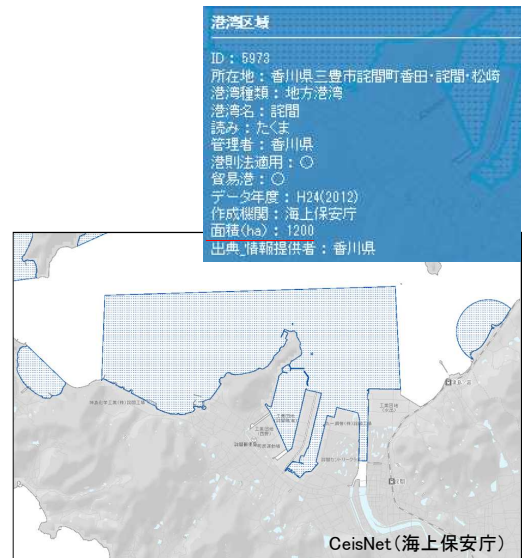 港湾区域
ID : 5973
所在地 : 香川県三豊市詫間町香田・詫間・松崎
港湾種類 : 地方港湾
港湾名 : 詫間
読み : たくま
管理者 : 香川県
港則法適用 : ○
貿易港 : ○
データ年度 : H24(2012)
作成機関 : 海上保安庁
面積(ha) : 1200
出典_情報提供者 : 香川県
CeisNet(海上保安庁)